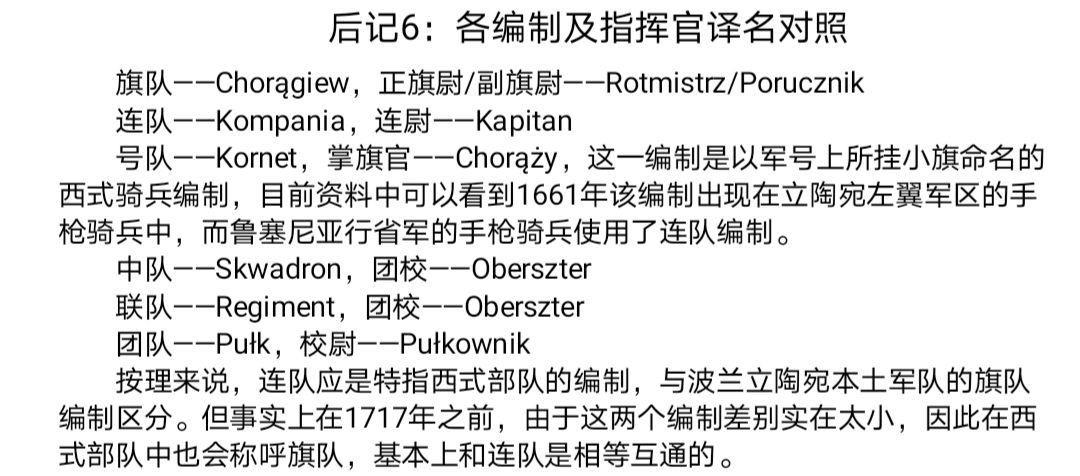 后记6：各编制及指挥官译名对照
旗队——Chorągiew，正旗尉/副旗尉——Rotmistrz/Porucznik
连队——Kompania，连尉——Kapitan
号队——Kornet，掌旗官——Chorąży，这一编制是以军号上所挂小旗命名的
西式骑兵编制，目前资料中可以看到1661年该编制出现在立陶宛左翼军区的手
枪骑兵中，而鲁塞尼亚行省军的手枪骑兵使用了连队编制。
中队——Skwadron，团校——Oberszter
联队——Regiment，团校——Oberszter
团队——Pułk，校尉——Pułkownik
按理来说，连队应是特指西式部队的编制，与波兰立陶宛本土军队的旗队
编制区分。但事实上在1717年之前，由于这两个编制差别实在太小，因此在西
式部队中也会称呼旗队，基本上和连队是相等互通的。